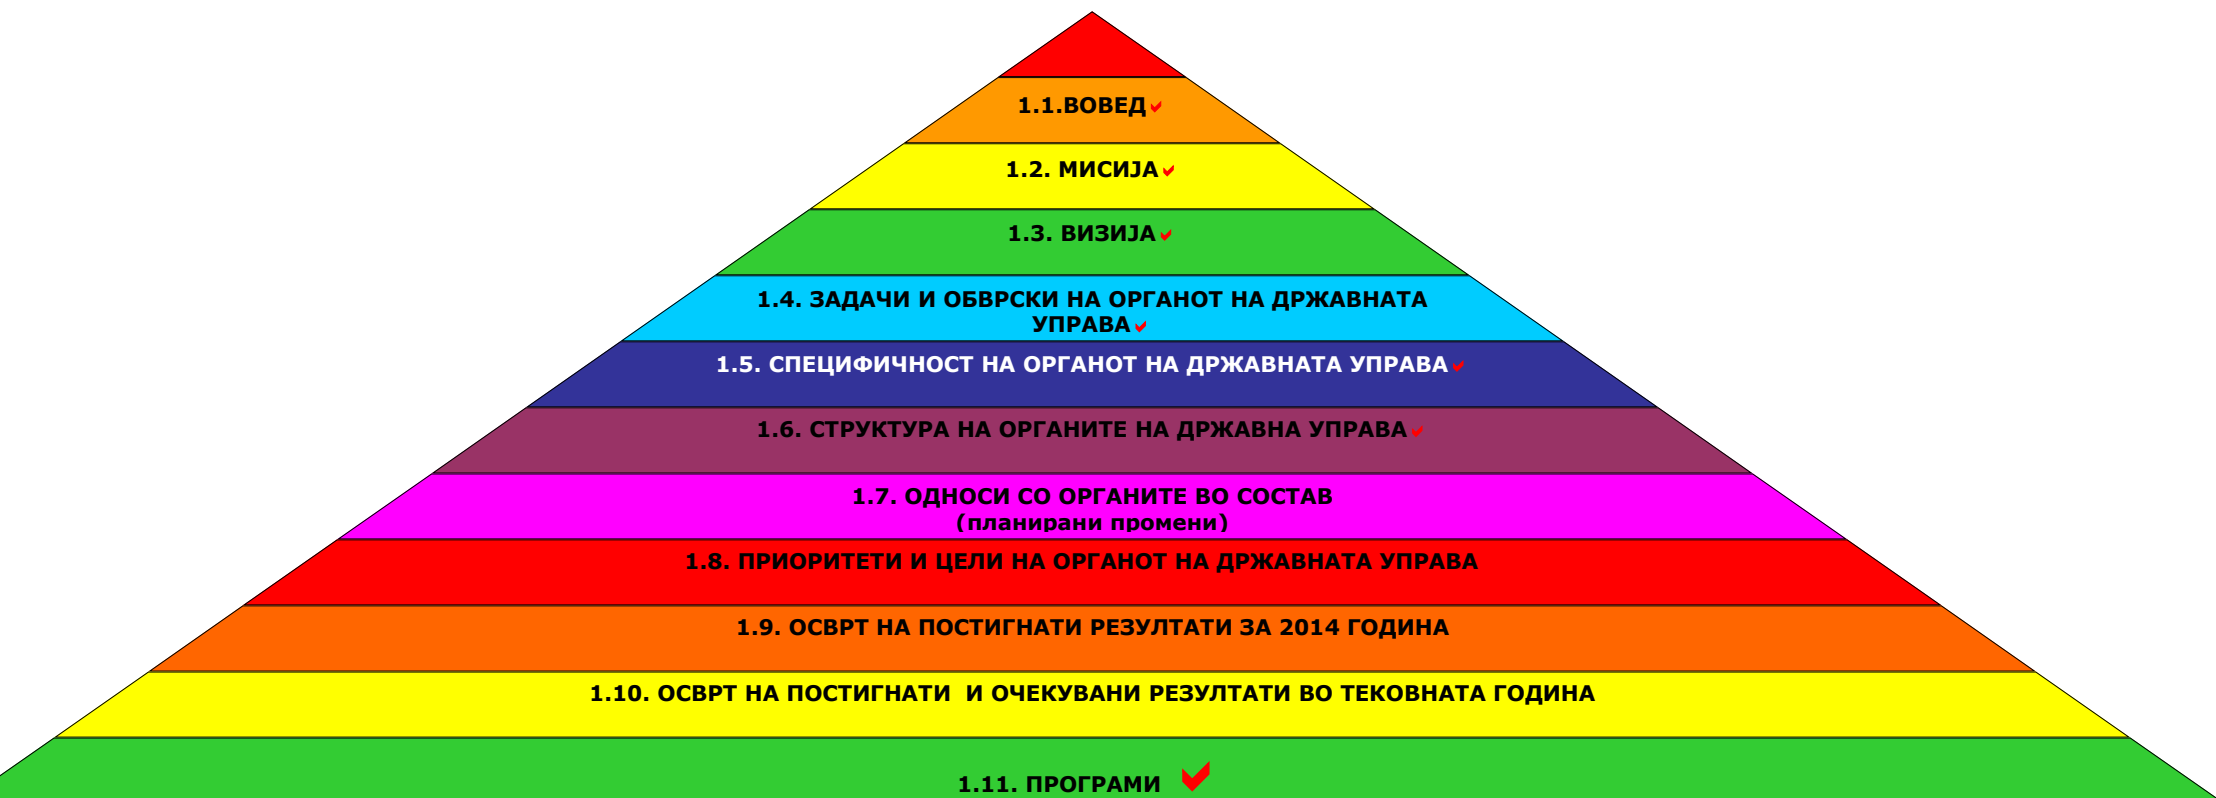 1.1.ВОВЕД
1.2. МИСИЈА
1.3. ВИЗИЈА
1.4. ЗАДАЧИ И ОБВРСКИ НА ОРГАНОТ НА ДРЖАВНАТА
УПРАВА
1.5. СПЕЦИФИЧНОСТ НА ОРГАНОТ НА ДРЖАВНАТА УПРАВА
1.6. СТРУКТУРА НА ОРГАНИТЕ НА ДРЖАВНА УПРАВА
1.7. ОДНОСИ СО ОРГАНИТЕ ВО СОСТАВ
(планирани промени)
1.8. ПРИОРИТЕТИ И ЦЕЛИ НА ОРГАНОТ НА ДРЖАВНАТА УПРАВА
1.9. ОСВРТ НА ПОСТИГНАТИ РЕЗУЛТАТИ ЗА 2014 ГОДИНА
1.10. ОСВРТ НА ПОСТИГНАТИ  И ОЧЕКУВАНИ РЕЗУЛТАТИ ВО ТЕКОВНАТА ГОДИНА
1.11. ПРОГРАМИ